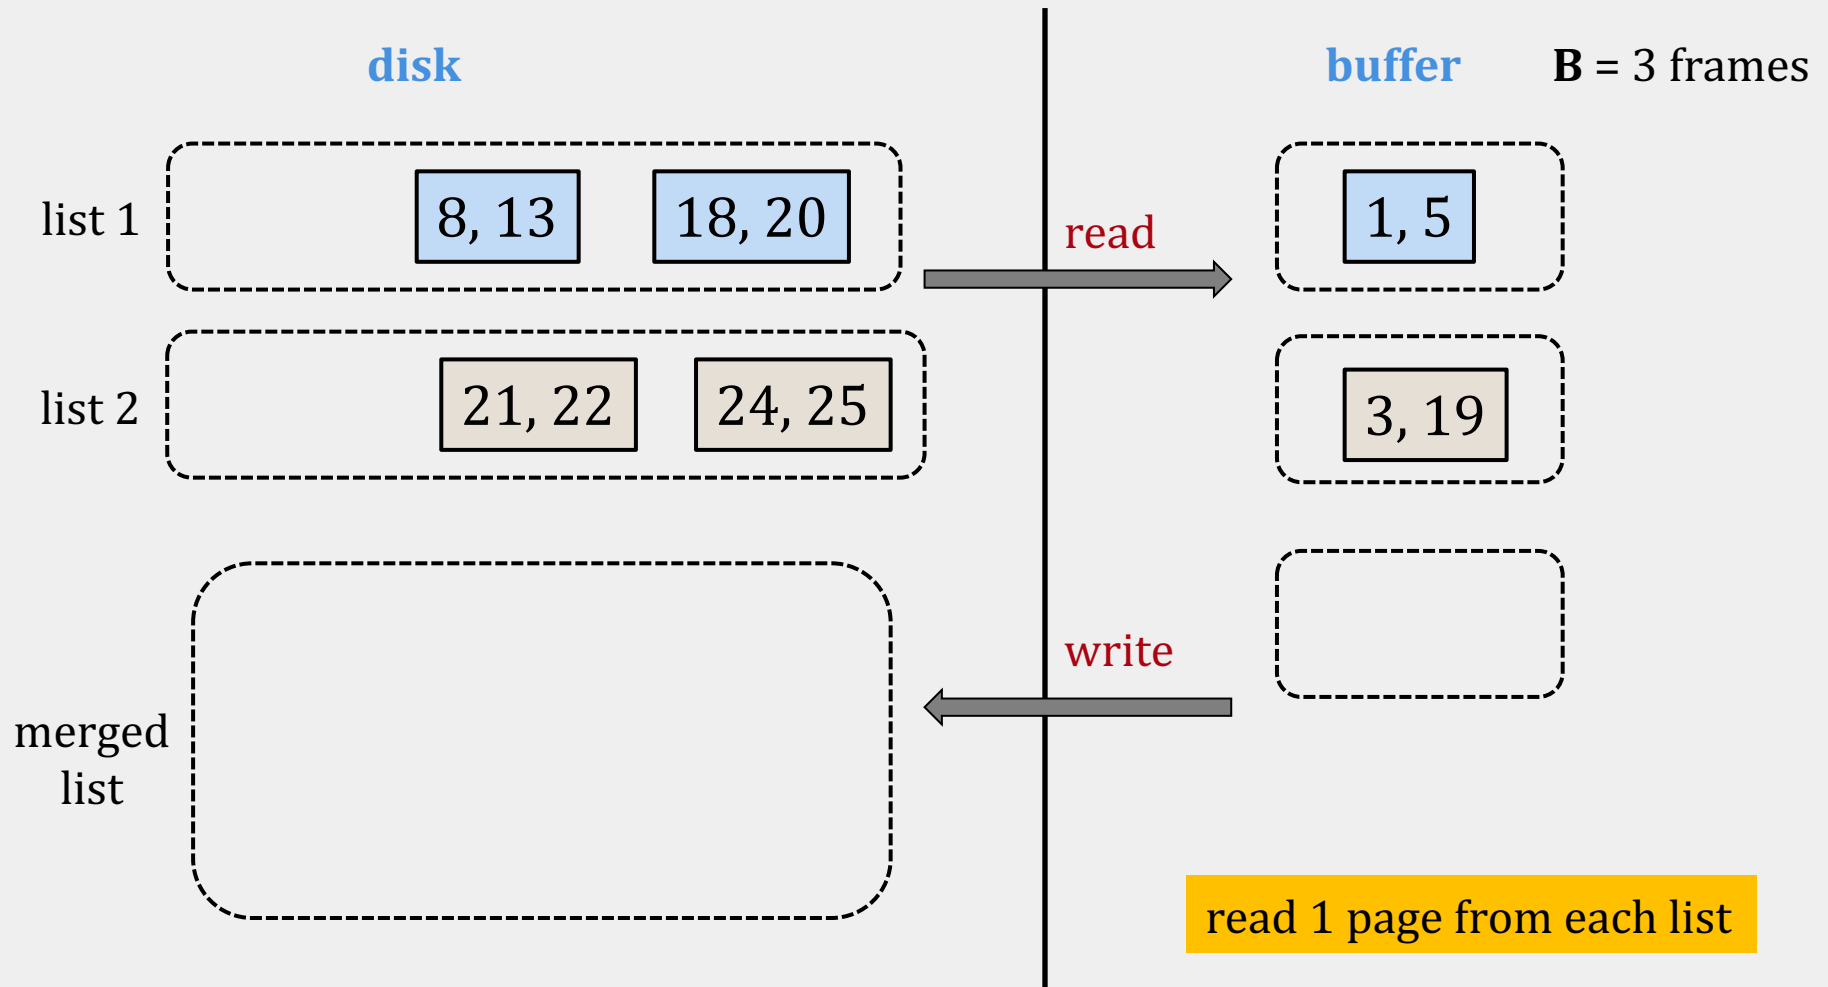 disk
buffer
B = 3 frames
list 1
8, 13
18, 20
read
1, 5
list 2
21, 22
24, 25
3, 19
write
merged
list
read 1 page from each list